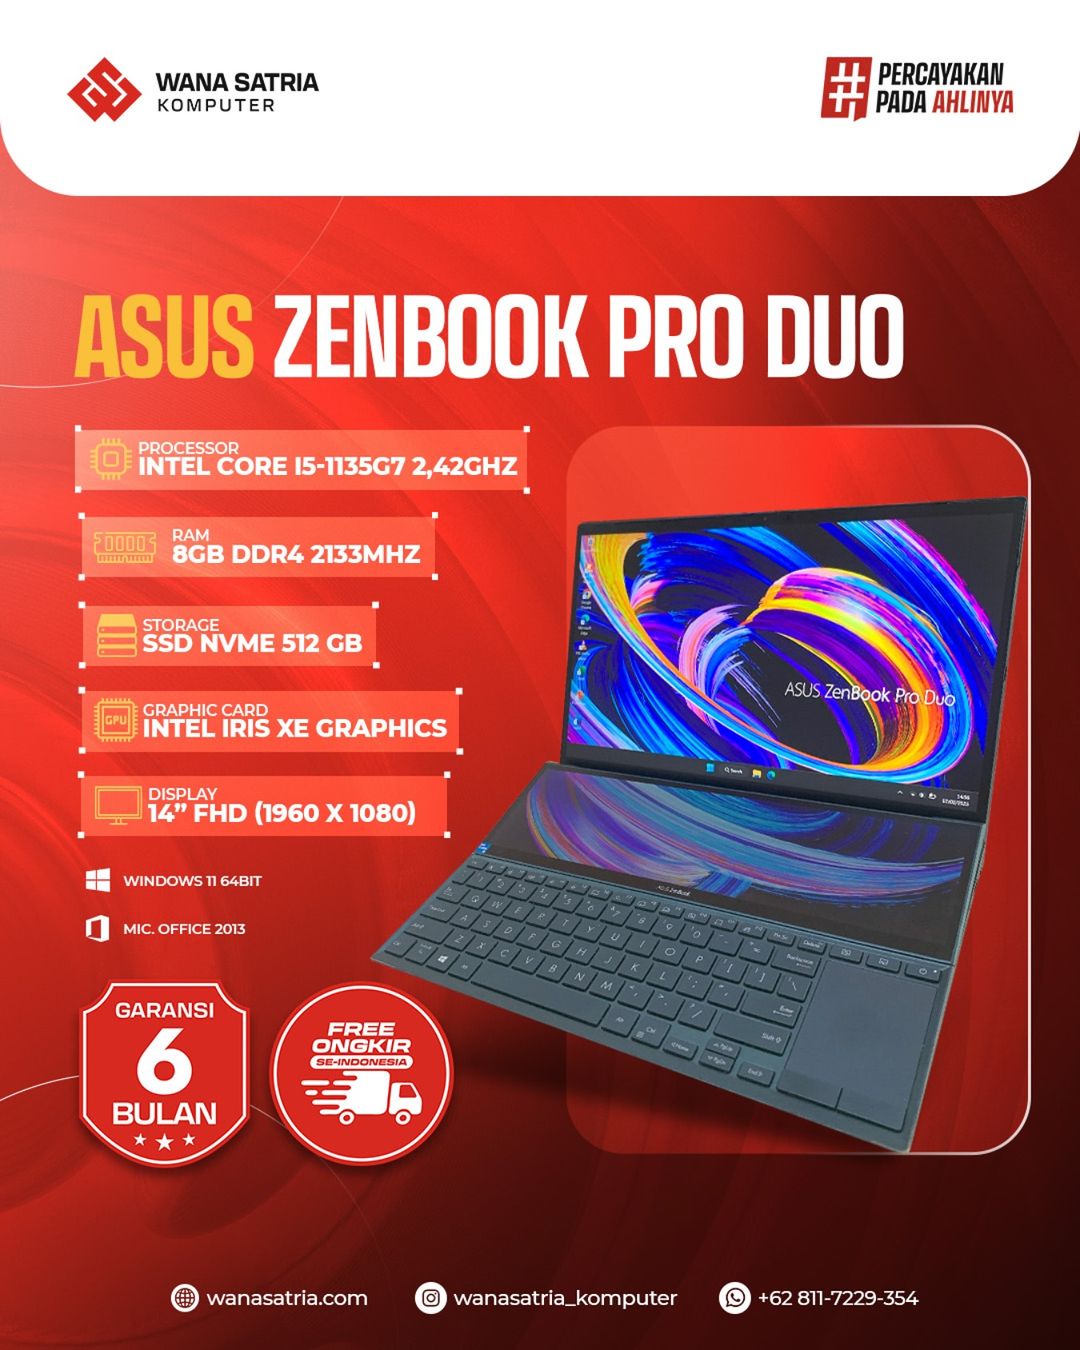 WANA SATRIA
KOMPUTER
# PERCAYAKAN
PADA AHLINYA
ASUS ZENBOOK PRO DUO
PROCESSOR
INTEL CORE I5-1135G7 2,42GHZ
RAM
8GB DDR4 2133MHZ
STORAGE
SSD NVME 512 GB
GPU
GRAPHIC CARD
INTEL IRIS XE GRAPHICS
DISPLAY
14” FHD (1960 X 1080)
WINDOWS 11 64BIT
MIC. OFFICE 2013
ASUS ZenBook Pro Duo
Search
GARANSI
6
BULAN
FREE
ONGKIR
SE-INDONESIA
wanasatria.com
wanasatria_komputer
+62 811-7229-354